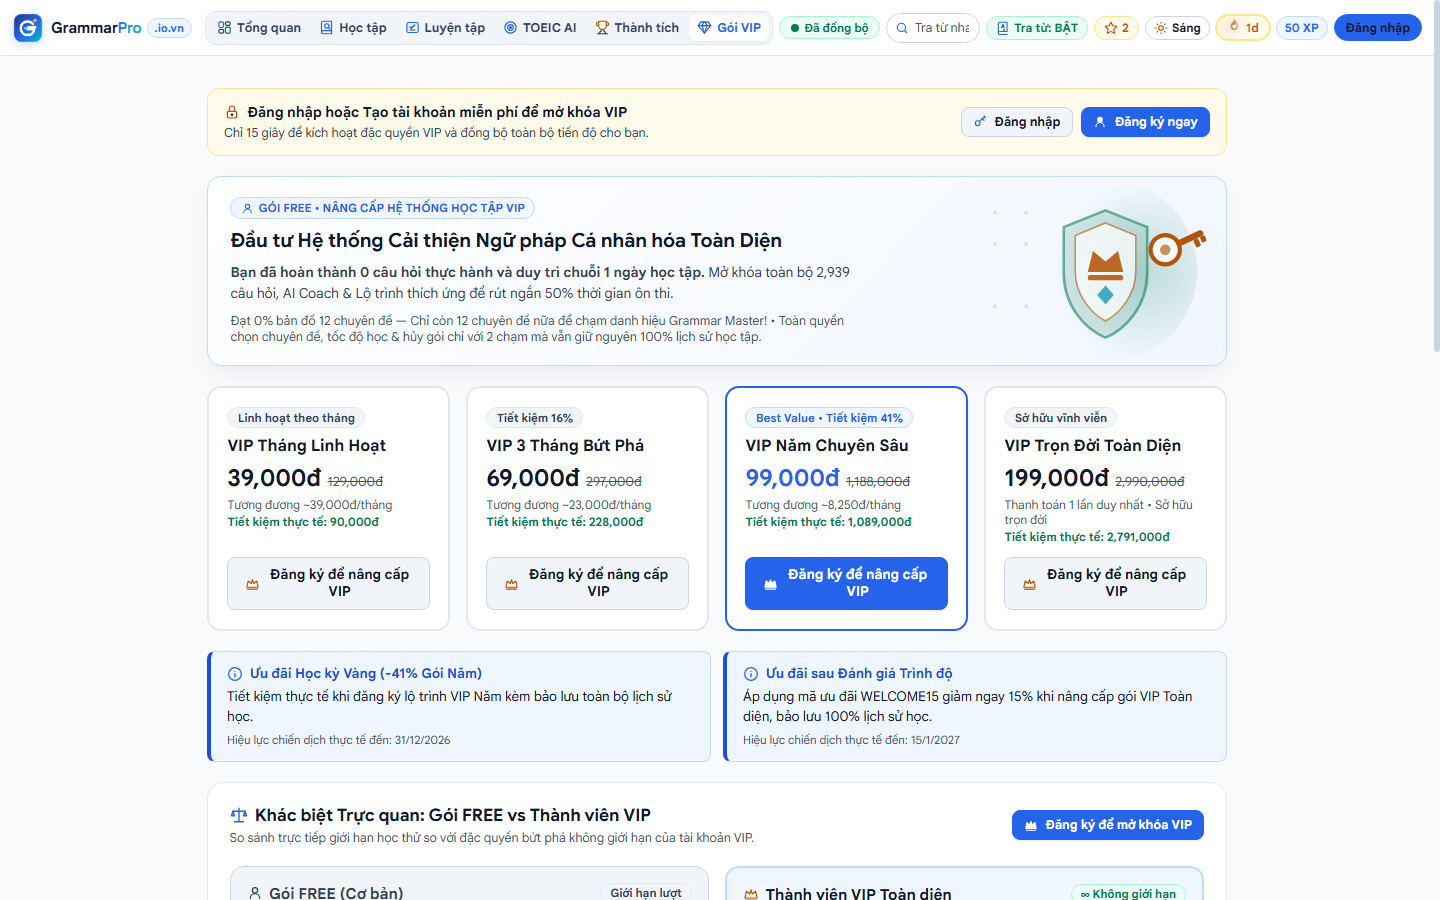 GrammarPro .io.vn Tổng quan Học tập Luyện tập TOEIC AI Thành tích Gói VIP Đã đồng bộ Tra từ: BẬT 2 Sáng 1d 50 XP Đăng nhập
Đăng nhập hoặc Tạo tài khoản miễn phí để mở khóa VIP
Chỉ 15 giây để kích hoạt đặc quyền VIP và đồng bộ toàn bộ tiến độ cho bạn.
Đăng nhập Đăng ký ngay
GÓI FREE • NÂNG CẤP HỆ THỐNG HỌC TẬP VIP
Đầu tư Hệ thống Cải thiện Ngữ pháp Cá nhân hóa Toàn Diện
Bạn đã hoàn thành 0 câu hỏi thực hành và duy trì chuỗi 1 ngày học tập. Mở khóa toàn bộ 2,939
câu hỏi, AI Coach & Lộ trình thích ứng để rút ngắn 50% thời gian ôn thi.
Đạt 0% bản đồ 12 chuyên đề — Chỉ còn 12 chuyên đề nữa để chạm danh hiệu Grammar Master! • Toàn quyền
chọn chuyên đề, tốc độ học & hủy gói chỉ với 2 chạm mà vẫn giữ nguyên 100% lịch sử học tập.
Linh hoạt theo tháng
VIP Tháng Linh Hoạt
39,000đ 129,000đ
Tương đương ~39,000đ/tháng
Tiết kiệm thực tế: 90,000đ
Đăng ký để nâng cấp
VIP
Tiết kiệm 16%
VIP 3 Tháng Bứt Phá
69,000đ 297,000đ
Tương đương ~23,000đ/tháng
Tiết kiệm thực tế: 228,000đ
Đăng ký để nâng cấp
VIP
Best Value • Tiết kiệm 41%
VIP Năm Chuyên Sâu
99,000đ 1,188,000đ
Tương đương ~8,250đ/tháng
Tiết kiệm thực tế: 1,089,000đ
Đăng ký để nâng cấp
VIP
Sở hữu vĩnh viễn
VIP Trọn Đời Toàn Diện
199,000đ 2,990,000đ
Thanh toán 1 lần duy nhất • Sở hữu
trọn đời
Tiết kiệm thực tế: 2,791,000đ
Đăng ký để nâng cấp
VIP
Ưu đãi Học kỳ Vàng (-41% Gói Năm)
Tiết kiệm thực tế khi đăng ký lộ trình VIP Năm kèm bảo lưu toàn bộ lịch sử
học.
Hiệu lực chiến dịch thực tế đến: 31/12/2026
Ưu đãi sau Đánh giá Trình độ
Áp dụng mã ưu đãi WELCOME15 giảm ngay 15% khi nâng cấp gói VIP Toàn
diện, bảo lưu 100% lịch sử học.
Hiệu lực chiến dịch thực tế đến: 15/1/2027
Khác biệt Trực quan: Gói FREE vs Thành viên VIP
So sánh trực tiếp giới hạn học thử so với đặc quyền bứt phá không giới hạn của tài khoản VIP.
Đăng ký để mở khóa VIP
Gói FREE (Cơ bản) Giới hạn lượt
Thành viên VIP Toàn diện ∞ Không giới hạn